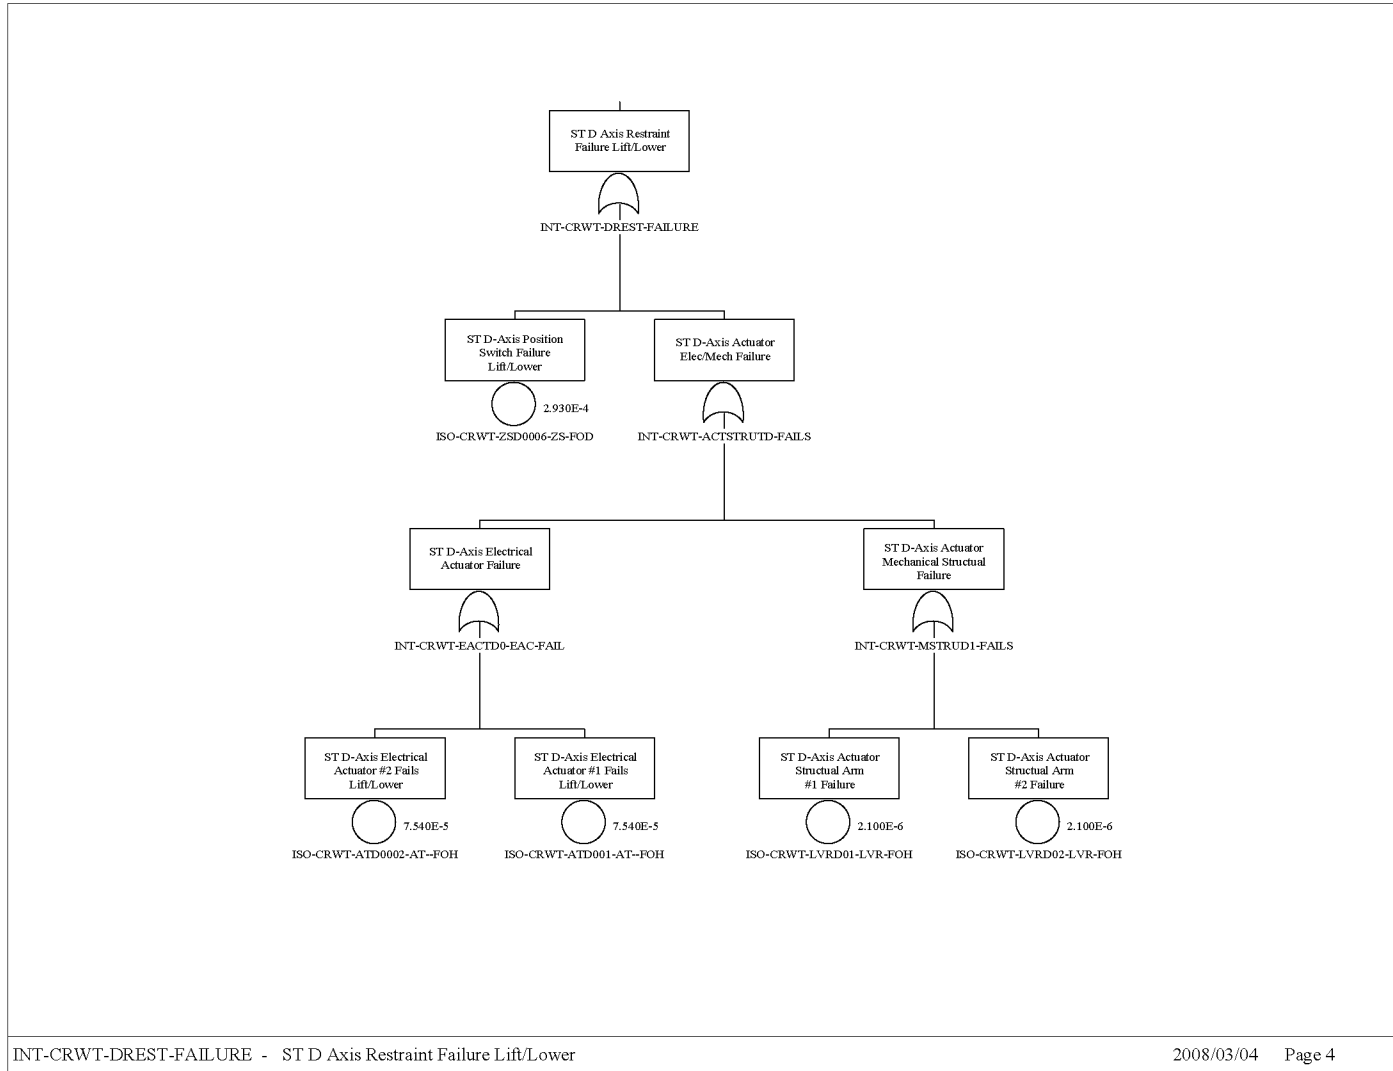 ST D Axis Restraint
Failure Lift/Lower
INT-CRWT-DREST-FAILURE
ST D-Axis Position
Switch Failure
Lift/Lower
2.930E-4
ISO-CRWT-ZSD0006-ZS-FOD
ST D-Axis Actuator
Elec/Mech Failure
INT-CRWT-ACTSTRUTD-FAILS
ST D-Axis Electrical
Actuator Failure
INT-CRWT-EACTD0-EAC-FAIL
ST D-Axis Actuator
Mechanical Structual
Failure
INT-CRWT-MSTRUD1-FAILS
ST D-Axis Electrical
Actuator #2 Fails
Lift/Lower
7.540E-5
ISO-CRWT-ATD0002-AT--FOH
ST D-Axis Electrical
Actuator #1 Fails
Lift/Lower
7.540E-5
ISO-CRWT-ATD001-AT--FOH
ST D-Axis Actuator
Structual Arm
#1 Failure
2.100E-6
ISO-CRWT-LVRD01-LVR-FOH
ST D-Axis Actuator
Structual Arm
#2 Failure
2.100E-6
ISO-CRWT-LVRD02-LVR-FOH
INT-CRWT-DREST-FAILURE - ST D Axis Restraint Failure Lift/Lower
2008/03/04 Page 4